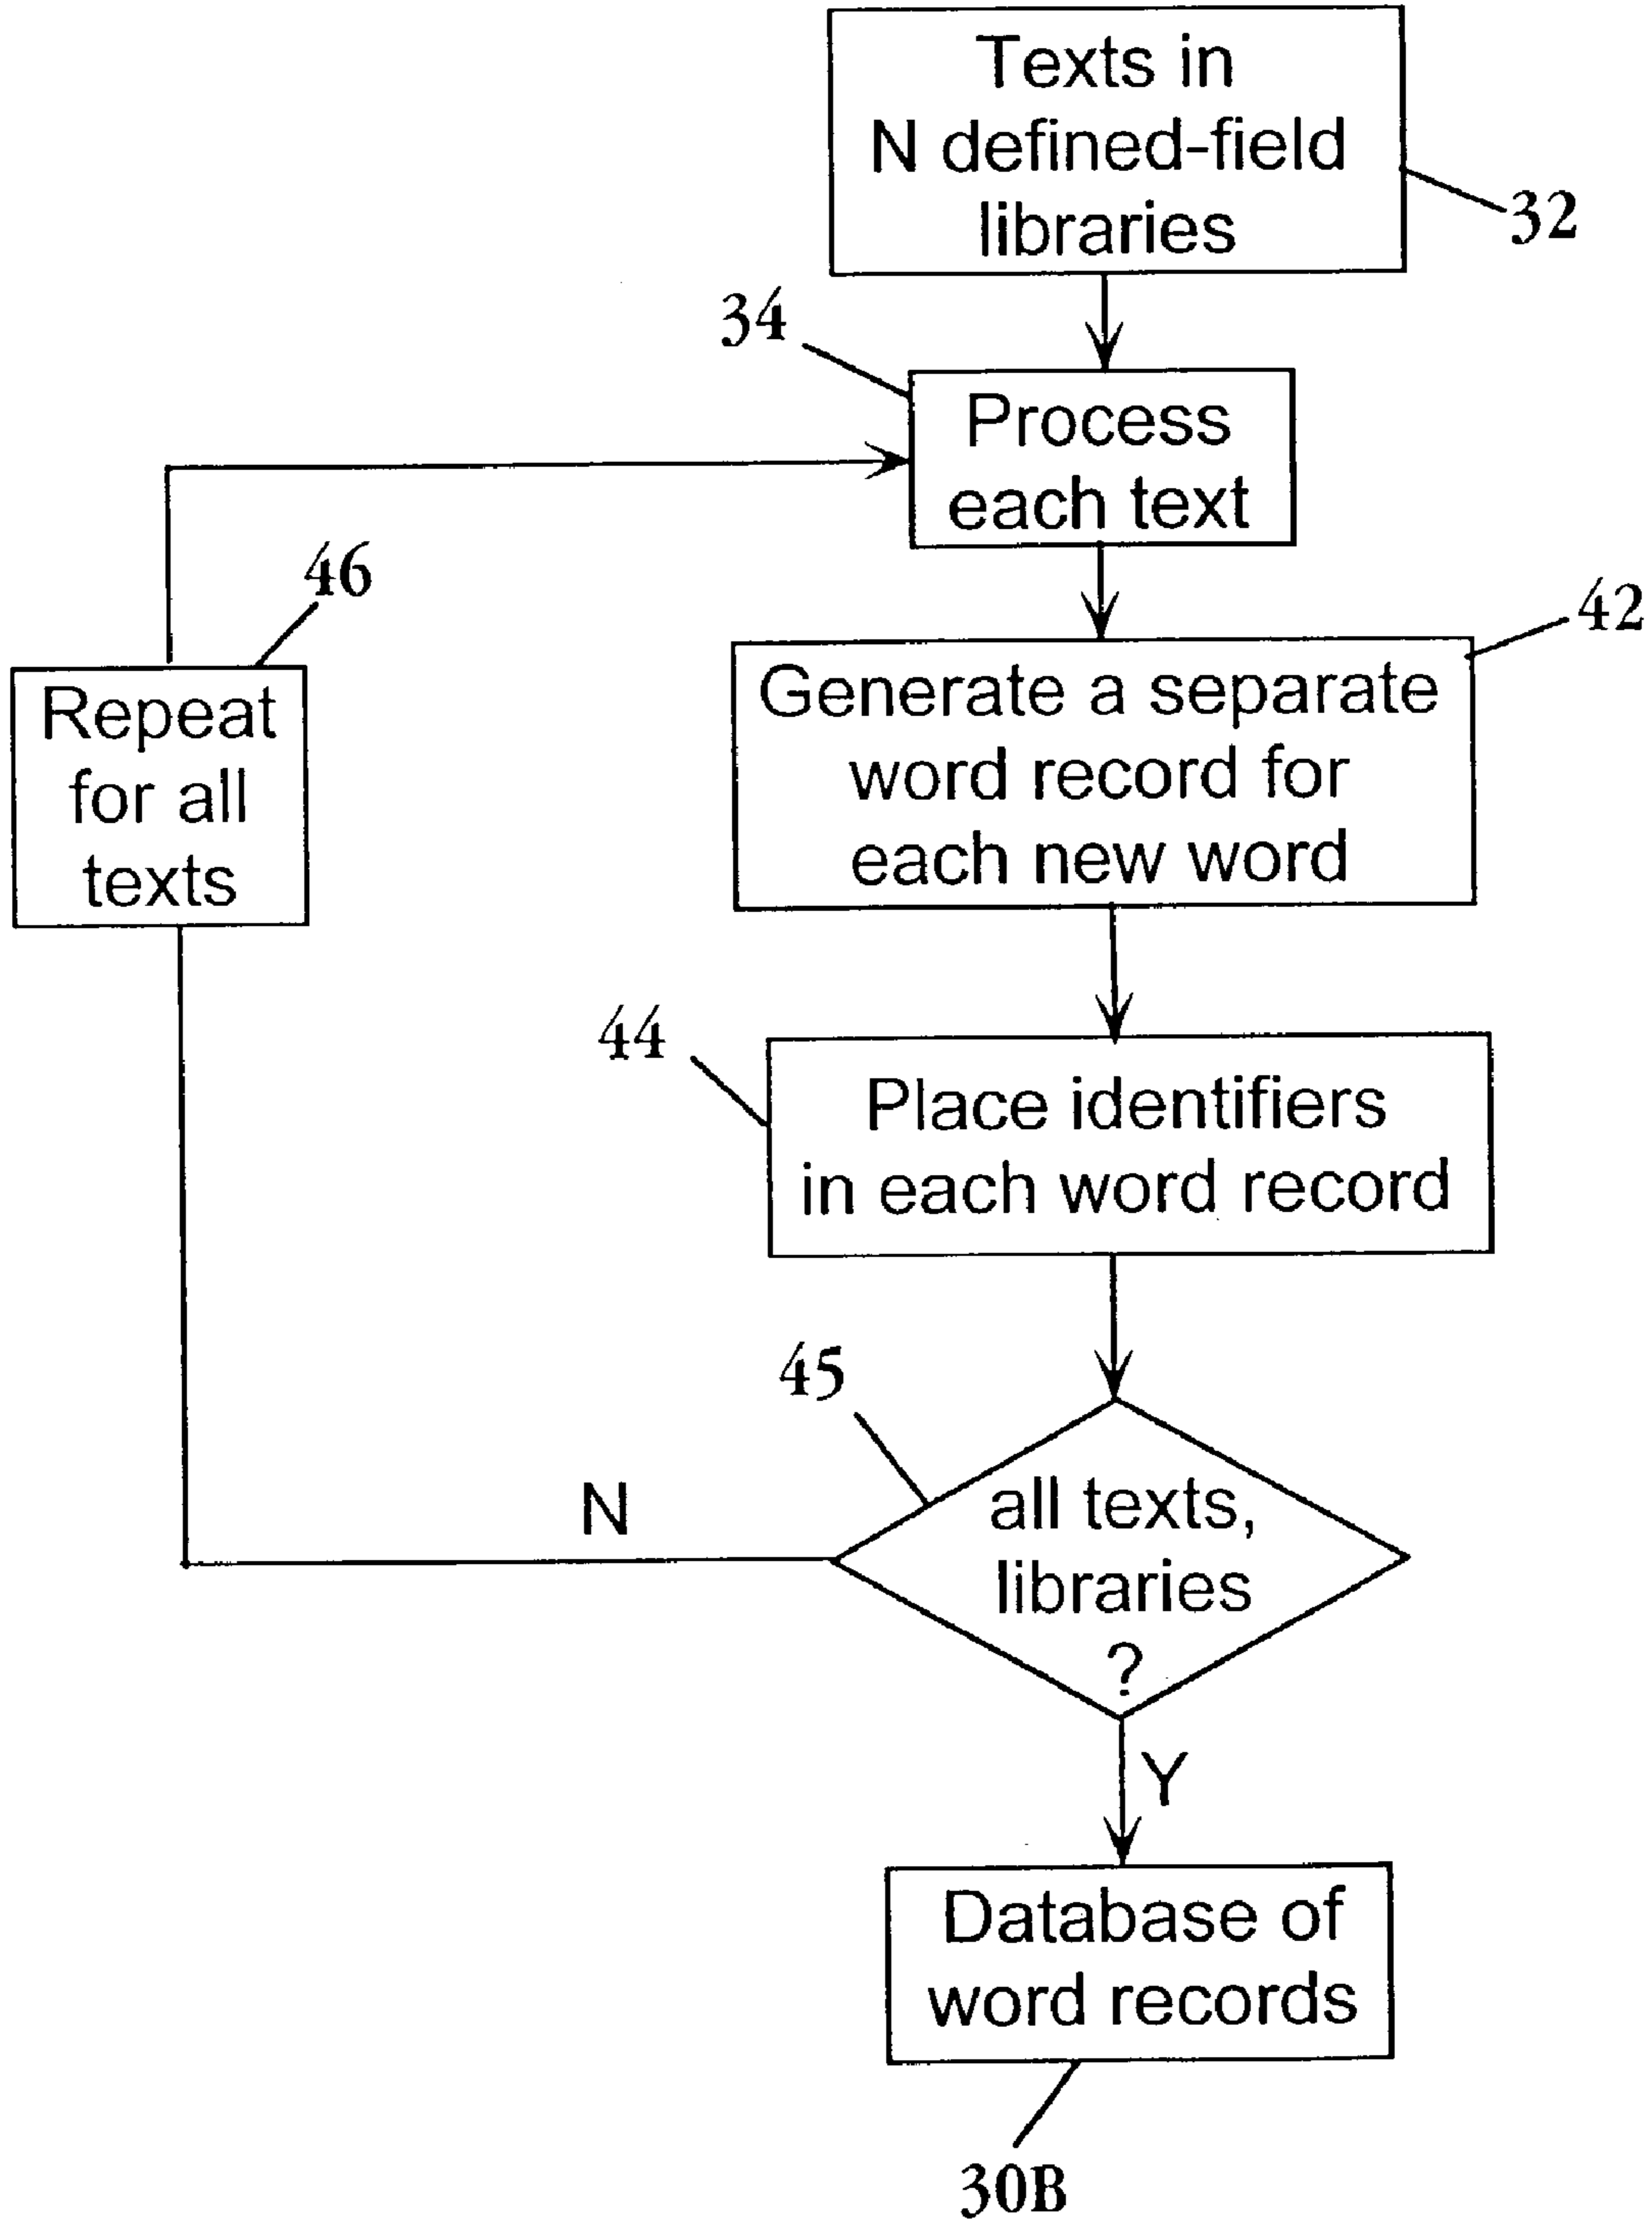 Texts in
N defined-field
libraries
32
34
Process
each text
46
42
Repeat
for all
texts
Generate a separate
word record for
each new word
44
Place identifiers
in each word record
45
N
all texts,
libraries
?
Y
Database of
word records
30B